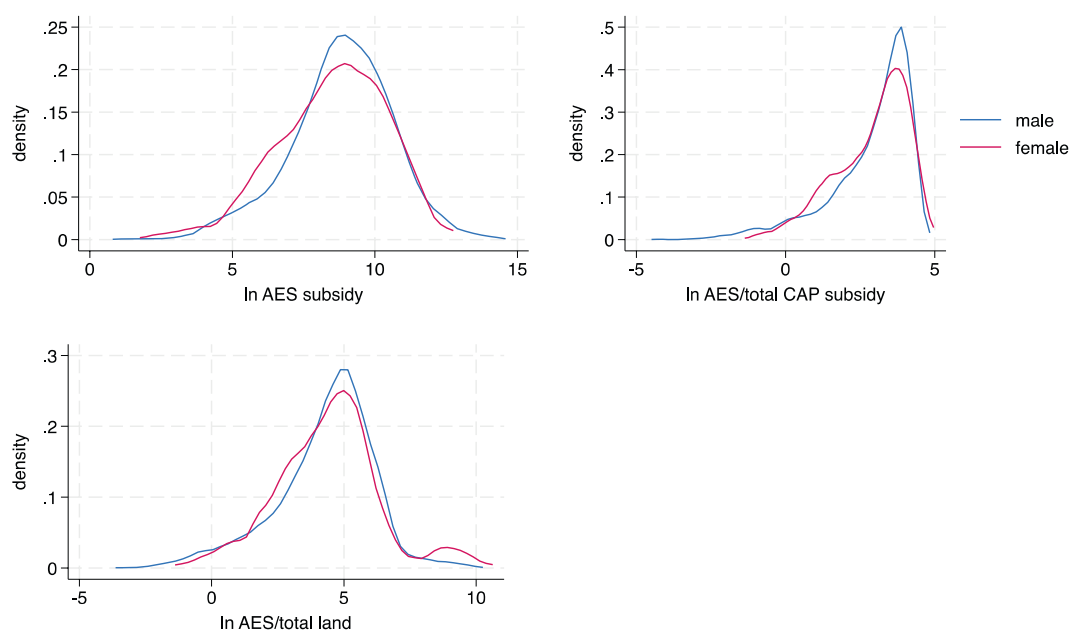 .25
.2
.15
.1
.05
0
density
0 5 10 15
ln AES subsidy
.5
.4
.3
.2
.1
0
density
-5 0 5
ln AES/total CAP subsidy
male
female
.3
.2
.1
0
density
-5 0 5 10
ln AES/total land